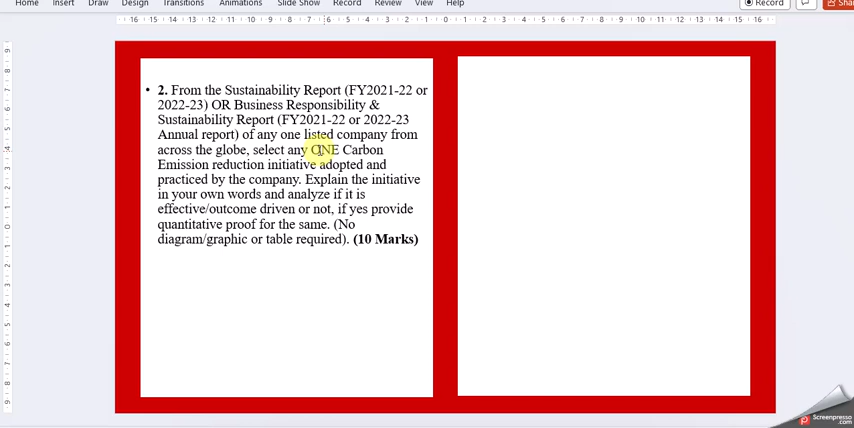 Home Insert Draw Design Transitions Animations Slide Show Record Review View Help
Record
16 15 14 13 12 11 10 9 8 7 6 5 4 3 2 1 0 1 2 3 4 5 6 7 8 9 10 11 12 13 14 15 16
• 2. From the Sustainability Report (FY2021-22 or
2022-23) OR Business Responsibility &
Sustainability Report (FY2021-22 or 2022-23
Annual report) of any one listed company from
across the globe, select any ONE Carbon
Emission reduction initiative adopted and
practiced by the company. Explain the initiative
in your own words and analyze if it is
effective/outcome driven or not, if yes provide
quantitative proof for the same. (No
diagram/graphic or table required). (10 Marks)
Screenpresso
.com